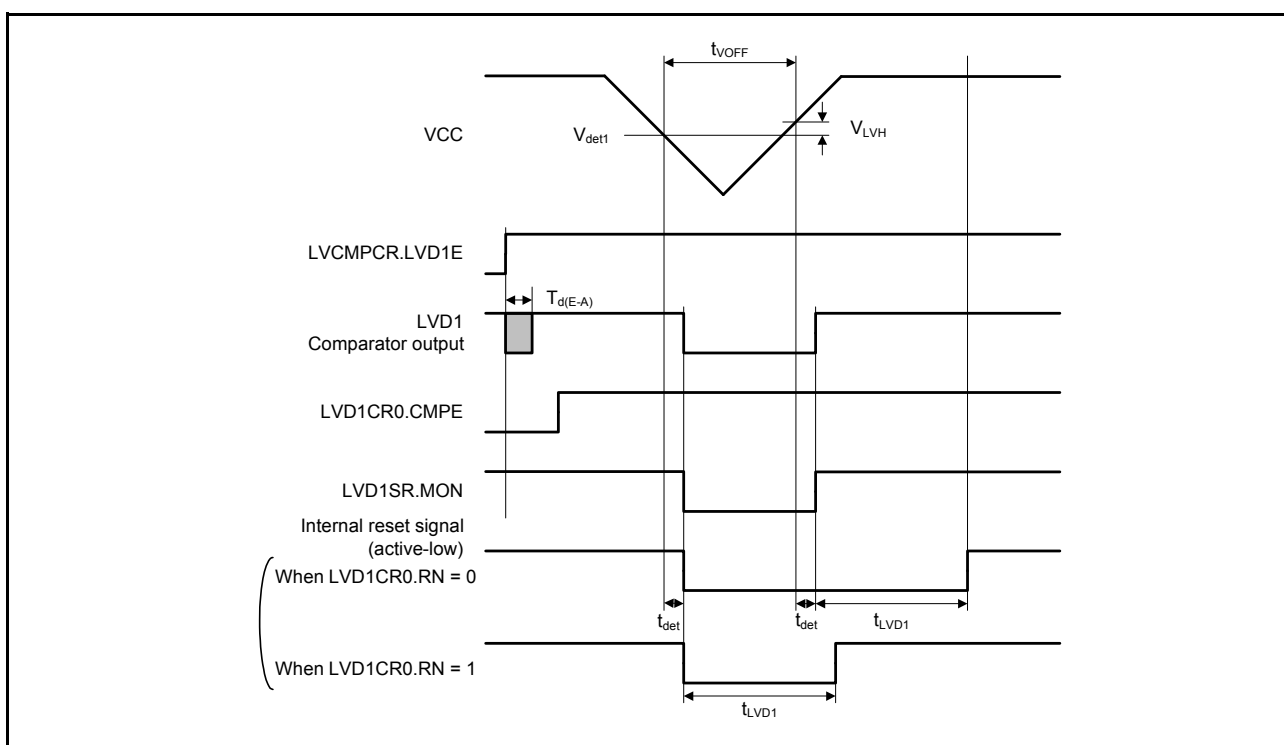 tVOFF
VCC
Vdet1
VLVH
LVCMPCR.LVD1E
Td(E-A)
LVD1
Comparator output
LVD1CR0.CMPE
LVD1SR.MON
Internal reset signal
(active-low)
When LVD1CR0.RN = 0
tdet
tdet
tLVD1
When LVD1CR0.RN = 1
tLVD1